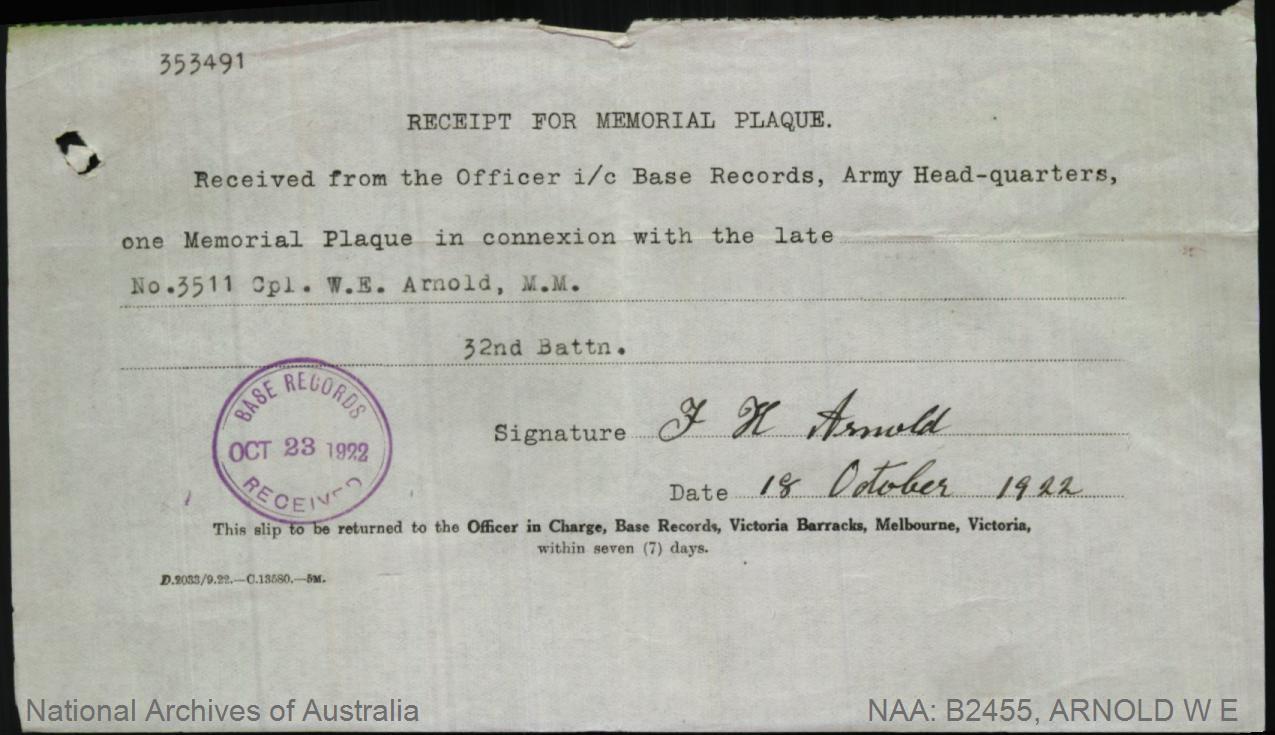 353491
RECEIPT FOR MEMORIAL PLAQUE.
Received from the Officer i/c Base Records, Army Head-quarters,
one Memorial Plaque in connexion with the late
No.3511 Cpl. W.E. Arnold, M.M.
32nd Battn.
BASE RECORDS
OCT 23 1922
RECEIVED
Signature F H Arnold
Date 18 October 1922
This slip to be returned to the Officer in Charge, Base Records, Victoria Barracks, Melbourne, Victoria,
within seven (7) days.
D.2033/9.22.—C.13580.—5M.
National Archives of Australia
NAA: B2455, ARNOLD W E